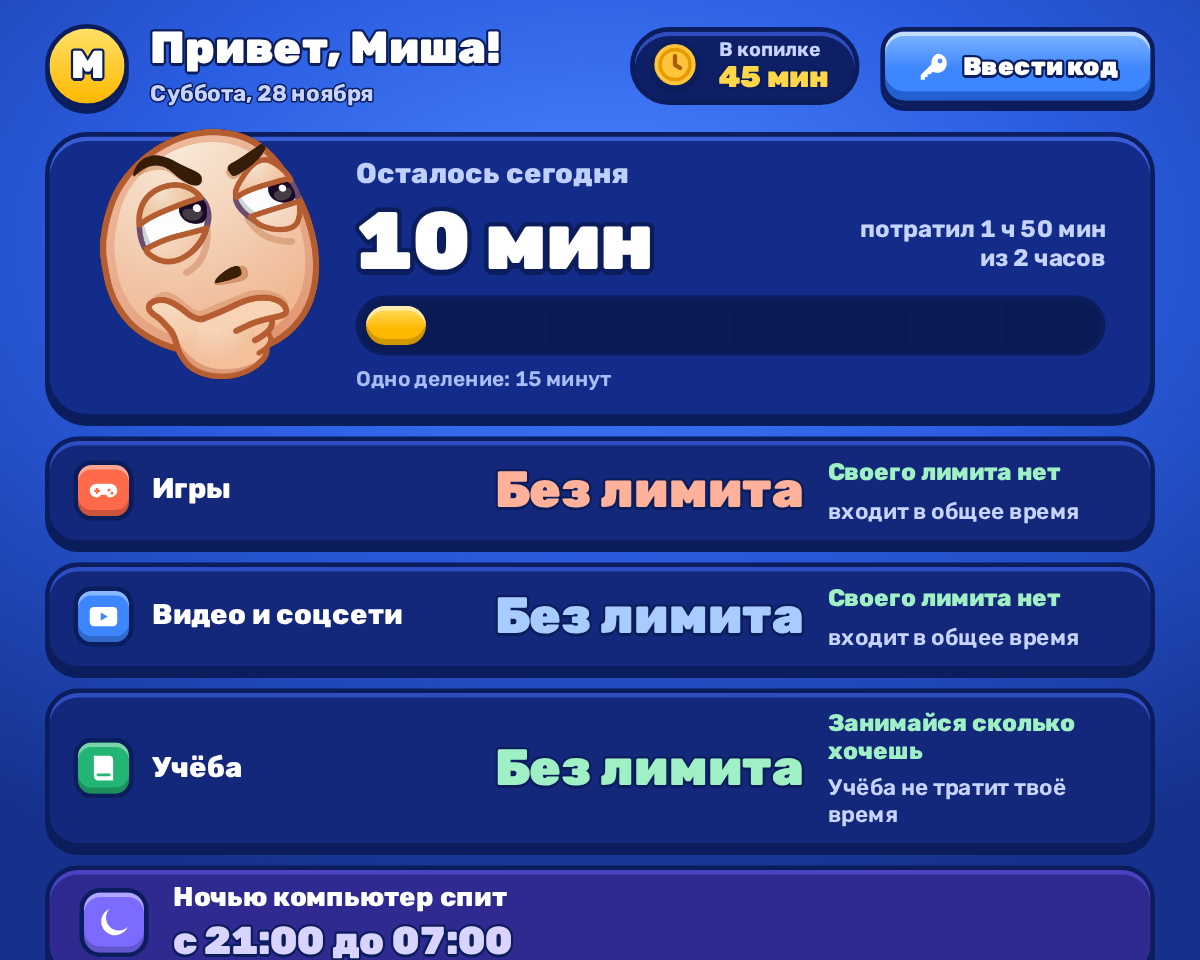 М
Привет, Миша!
Суббота, 28 ноября
В копилке
45 мин
Ввести код
Осталось сегодня
10 мин
потратил 1 ч 50 мин
из 2 часов
Одно деление: 15 минут
Игры
Без лимита
Своего лимита нет
входит в общее время
Видео и соцсети
Без лимита
Своего лимита нет
входит в общее время
Учёба
Без лимита
Занимайся сколько
хочешь
Учёба не тратит твоё
время
Ночью компьютер спит
с 21:00 до 07:00